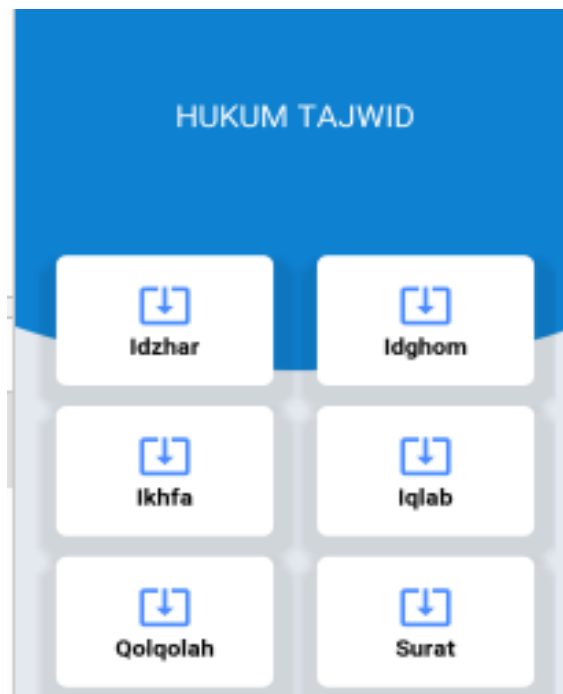 HUKUM TAJWID
Idzhar
Idghom
Ikhfa
Iqlab
Qolqolah
Surat